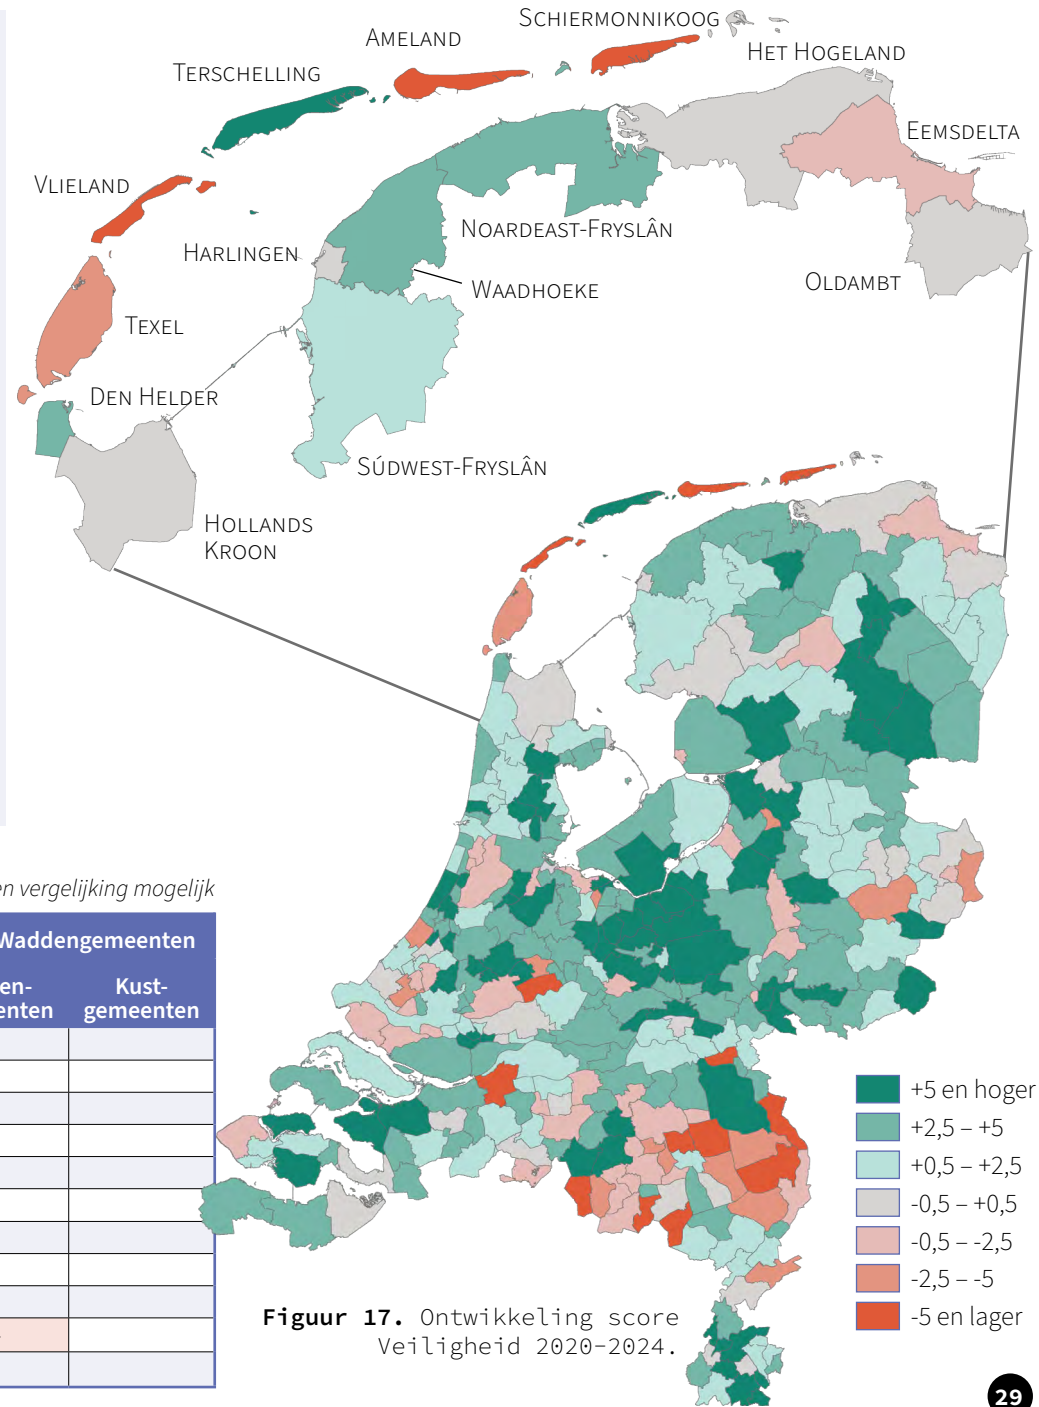 SCHIERMONNIKOOG
AMELAND
HET HOGELAND
TERSCHELLING
EEMSDELTA
VLIELAND
NOARDEAST-FRYSLÂN
HARLINGEN
WAADHOEKE
OLDAMBT
TEXEL
DEN HELDER
SÚDWEST-FRYSLÂN
HOLLANDS
KROON
en vergelijking mogelijk
Waddengemeenten
en-
enten
Kust-
gemeenten
+5 en hoger
+2,5 – +5
+0,5 – +2,5
-0,5 – +0,5
-0,5 – -2,5
-2,5 – -5
-5 en lager
Figuur 17. Ontwikkeling score
Veiligheid 2020-2024.
29